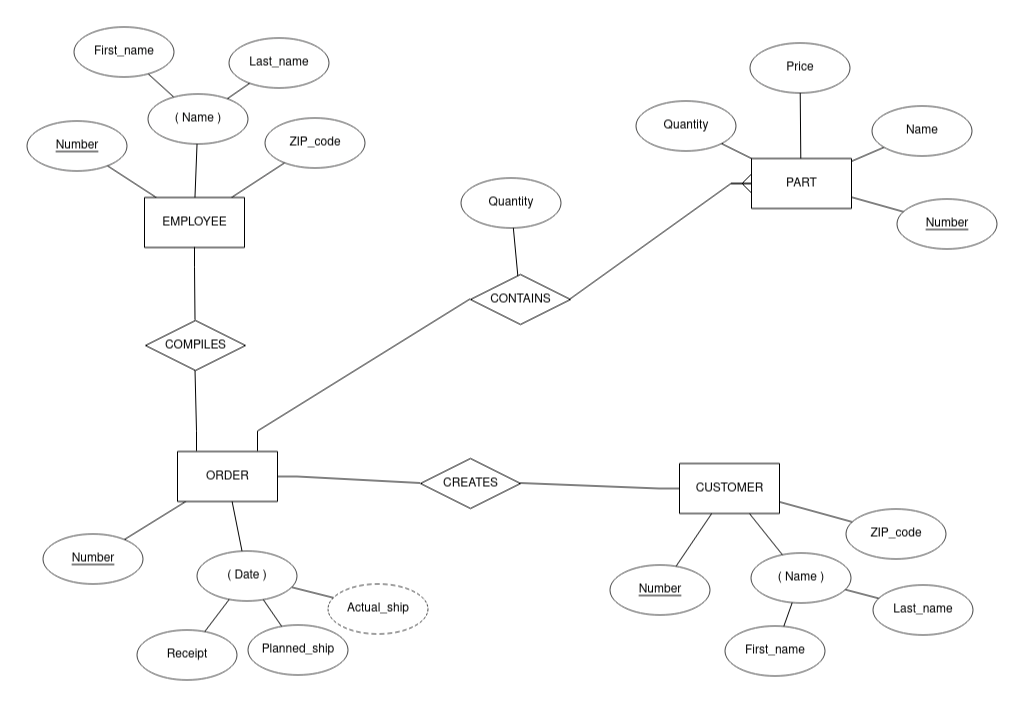 First_name
Last_name
( Name )
Number
ZIP_code
EMPLOYEE
COMPILES
Price
Quantity
Name
PART
Number
Quantity
CONTAINS
ORDER
CREATES
CUSTOMER
Number
( Date )
Actual_ship
Receipt
Planned_ship
ZIP_code
( Name )
Number
Last_name
First_name